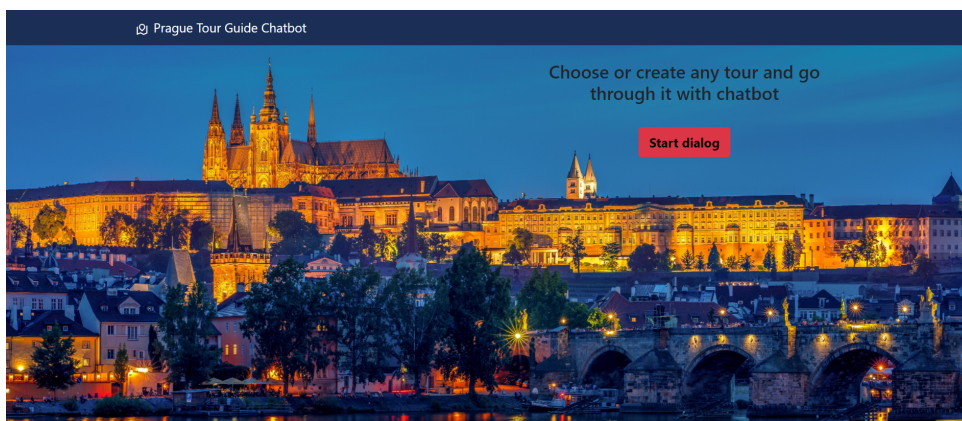 Prague Tour Guide Chatbot
Choose or create any tour and go
through it with chatbot
Start dialog